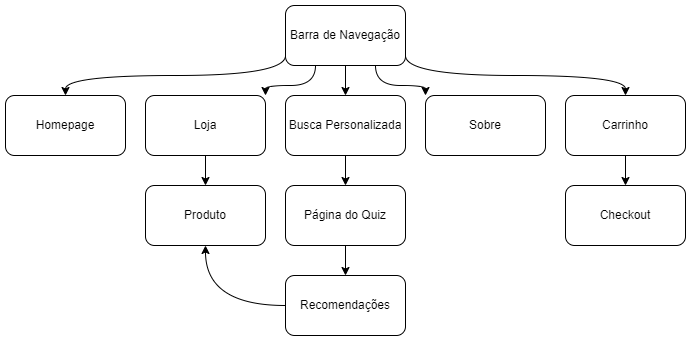 Barra de Navegação
Homepage
Loja
Busca Personalizada
Sobre
Carrinho
Produto
Página do Quiz
Checkout
Recomendações